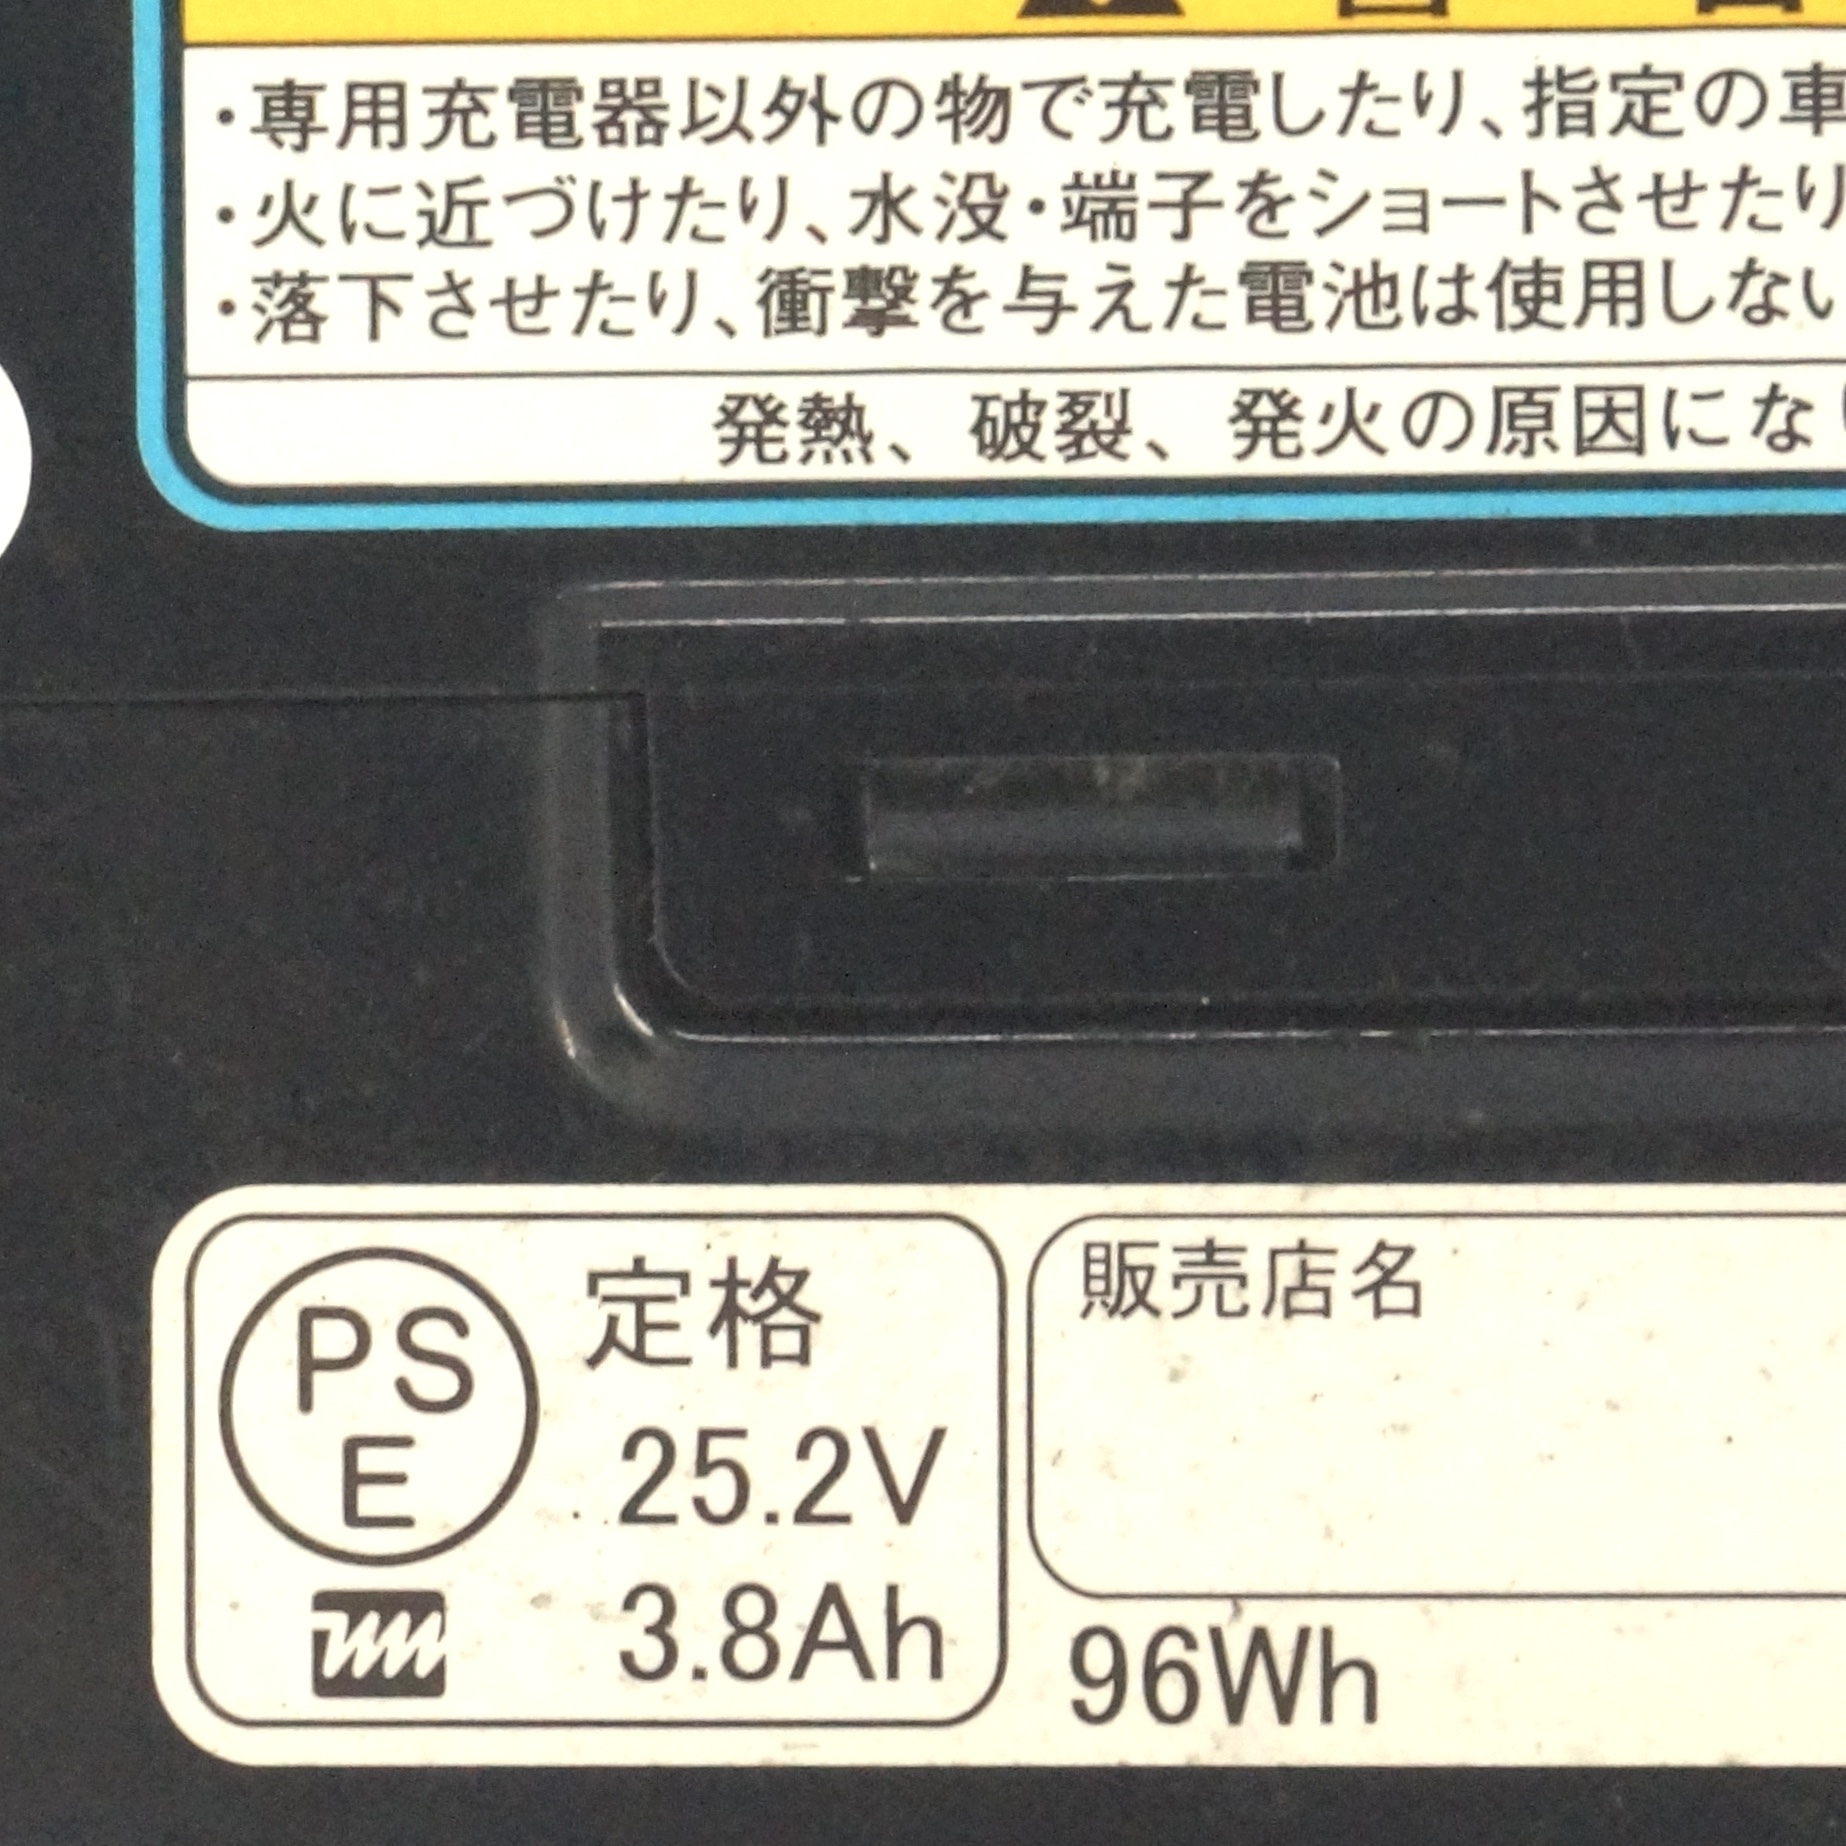 ・専用充電器以外の物で充電したり、指定の車
・火に近づけたり、水没・端子をショートさせたり
・落下させたり、衝撃を与えた電池は使用しない
発熱、破裂、発火の原因にな
PS
E
定格
25.2V
3.8Ah
販売店名
96Wh